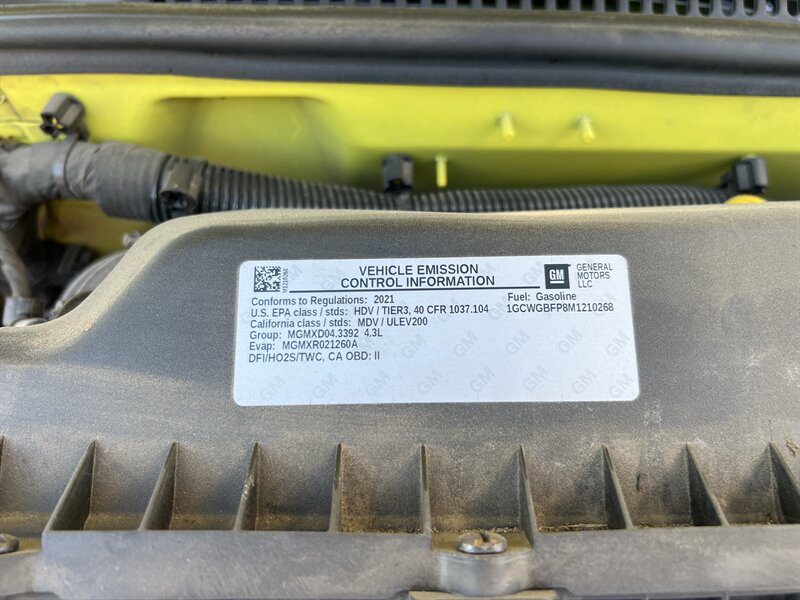 VEHICLE EMISSION
CONTROL INFORMATION
GM
GENERAL
MOTORS
LLC
M1210268
Conforms to Regulations: 2021
Fuel: Gasoline
U.S. EPA class / stds: HDV / TIER3, 40 CFR 1037.104
1GCWGBFP8M1210268
California class / stds: MDV / ULEV200
Group: MGMXD04.3392 4.3L
Evap: MGMXR021260A
DFI/HO2S/TWC, CA OBD: II